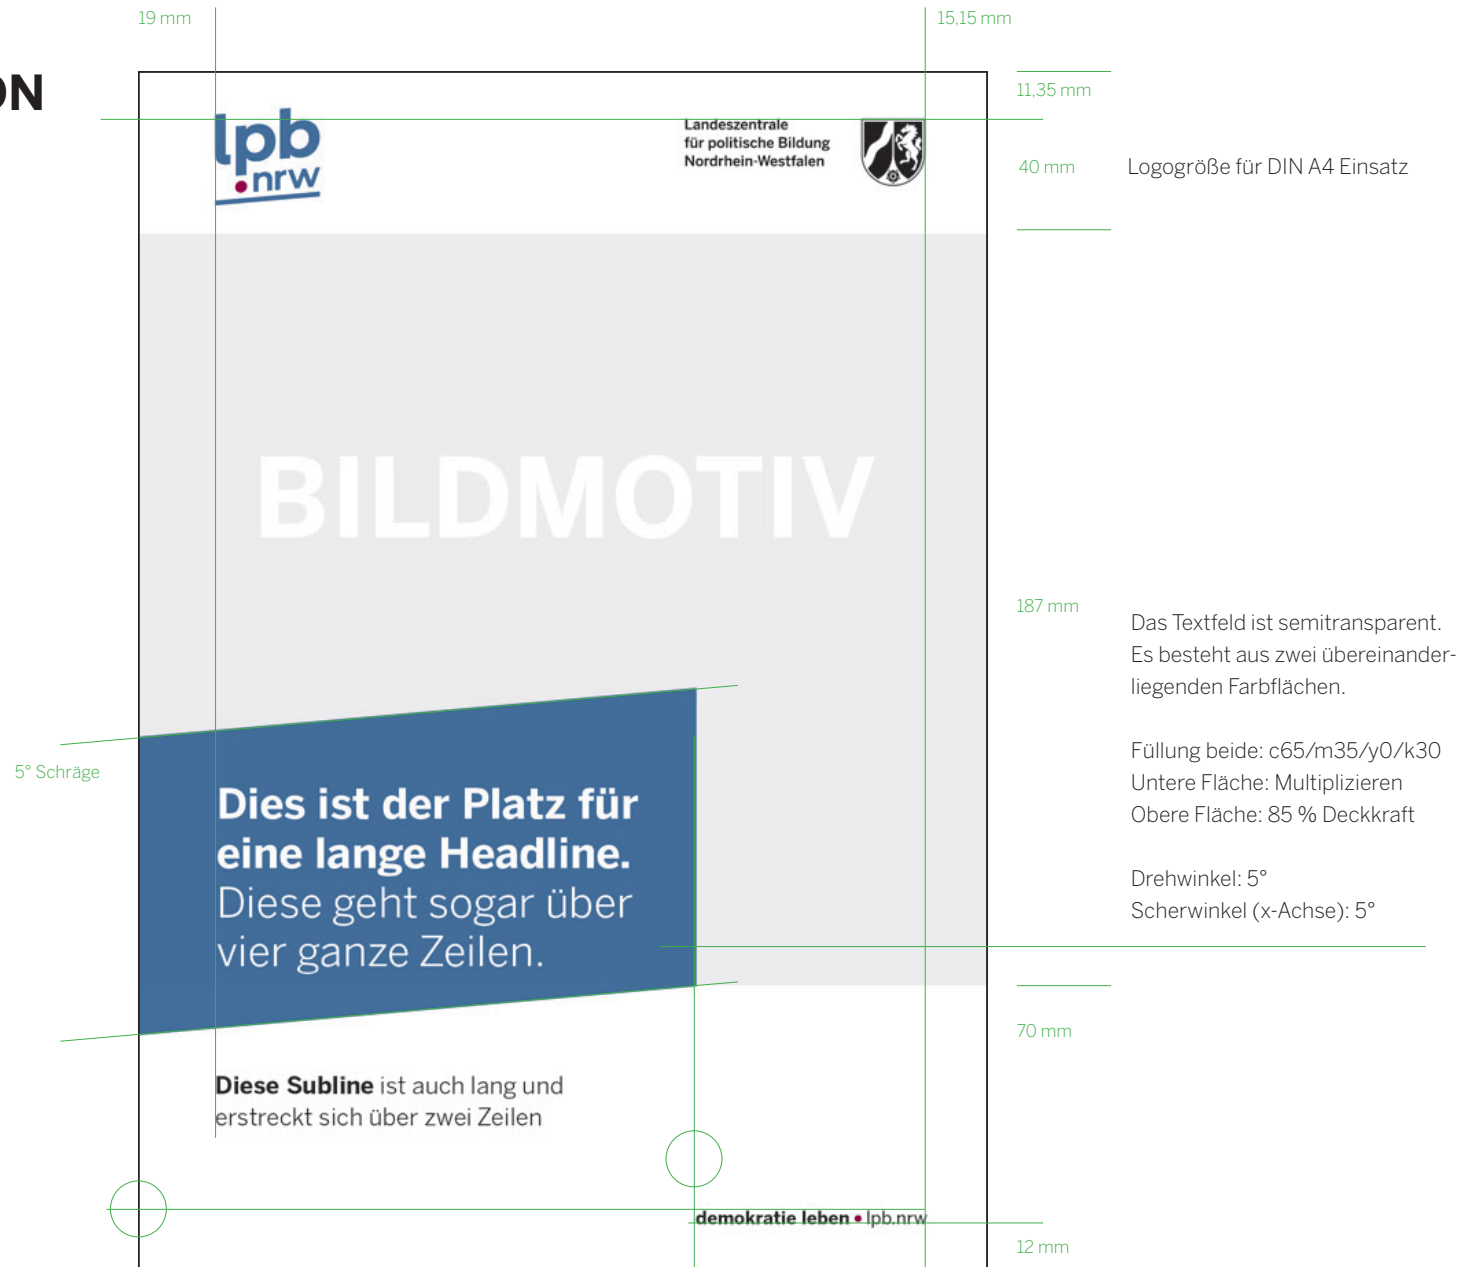 19 mm
15,15 mm
ON
11,35 mm
lpb
.nrw
Landeszentrale
für politische Bildung
Nordrhein-Westfalen
40 mm
Logogröße für DIN A4 Einsatz
BILDMOTIV
187 mm
Das Textfeld ist semitransparent.
Es besteht aus zwei übereinander-
liegenden Farbflächen.
Füllung beide: c65/m35/y0/k30
Untere Fläche: Multiplizieren
Obere Fläche: 85 % Deckkraft
Drehwinkel: 5°
Scherwinkel (x-Achse): 5°
5° Schräge
Dies ist der Platz für
eine lange Headline.
Diese geht sogar über
vier ganze Zeilen.
70 mm
Diese Subline ist auch lang und
erstreckt sich über zwei Zeilen
demokratie leben • lpb.nrw
12 mm